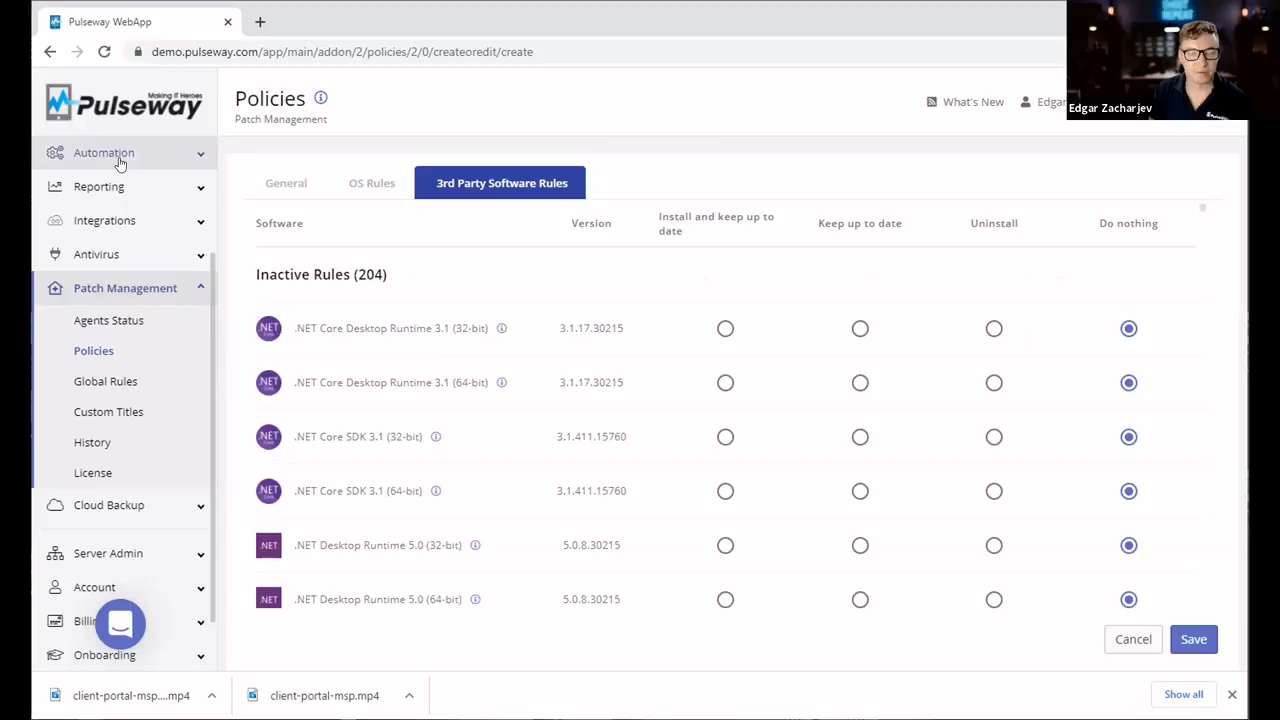 Pulseway WebApp
demo.pulseway.com/app/main/addon/2/policies/2/0/createoredit/create
Edgar Zacharjev
Making IT Heroes
Pulseway
Policies
Patch Management
What's New
Edgar
Automation
Reporting
Integrations
Antivirus
Patch Management
Agents Status
Policies
Global Rules
Custom Titles
History
License
Cloud Backup
Server Admin
Account
Billi
Onboarding
General
OS Rules
3rd Party Software Rules
Software
Version
Install and keep up to date
Keep up to date
Uninstall
Do nothing
Inactive Rules (204)
.NET Core Desktop Runtime 3.1 (32-bit) 3.1.17.30215
.NET Core Desktop Runtime 3.1 (64-bit) 3.1.17.30215
.NET Core SDK 3.1 (32-bit) 3.1.411.15760
.NET Core SDK 3.1 (64-bit) 3.1.411.15760
.NET .NET Desktop Runtime 5.0 (32-bit) 5.0.8.30215
.NET .NET Desktop Runtime 5.0 (64-bit) 5.0.8.30215
Cancel
Save
client-portal-msp....mp4
client-portal-msp.mp4
Show all